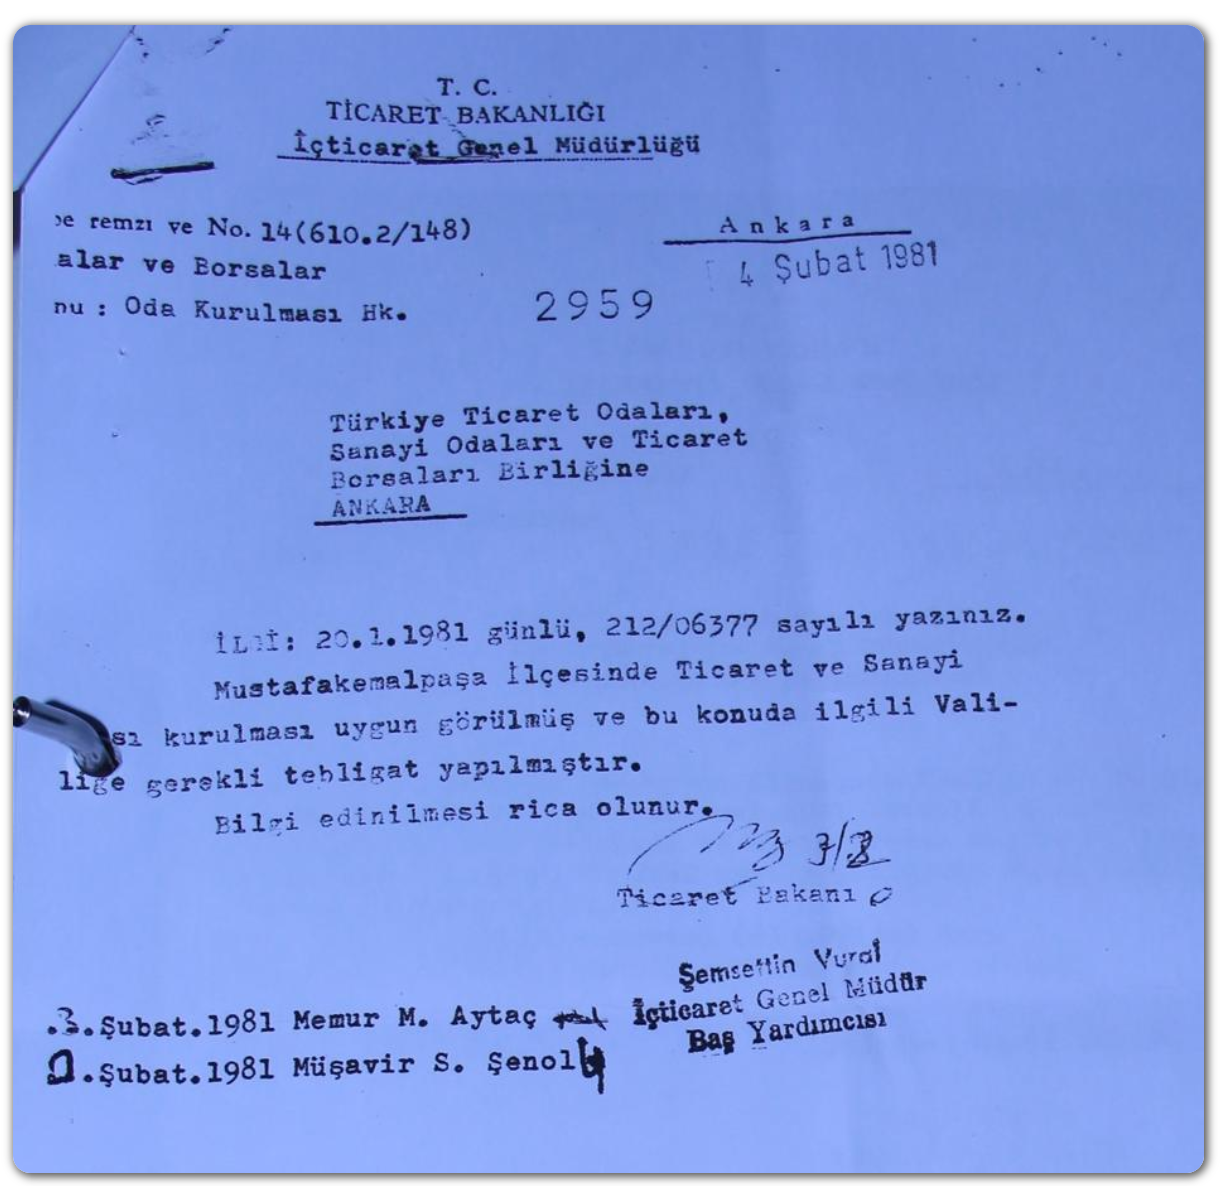 T. C.
TİCARET BAKANLIĞI
İçticaret Genel Müdürlüğü
be remzı ve No. 14(610.2/148)
alar ve Borsalar
nu : Oda Kurulması Hk.
Ankara
4 Şubat 1981
2959
Türkiye Ticaret Odaları,
Sanayi Odaları ve Ticaret
Borsaları Birliğine
ANKARA
İLGİ: 20.1.1981 günlü, 212/06377 sayılı yazınız.
Mustafakemalpaşa İlçesinde Ticaret ve Sanayi
sı kurulması uygun görülmüş ve bu konuda ilgili Vali-
liğe gerekli tebligat yapılmıştır.
Bilgi edinilmesi rica olunur.
Ticaret Bakanı
Şemsettin Vural
İçticaret Genel Müdür
Baş Yardımcısı
.3.Şubat.1981 Memur M. Aytaç
.Şubat.1981 Müşavir S. Şenol